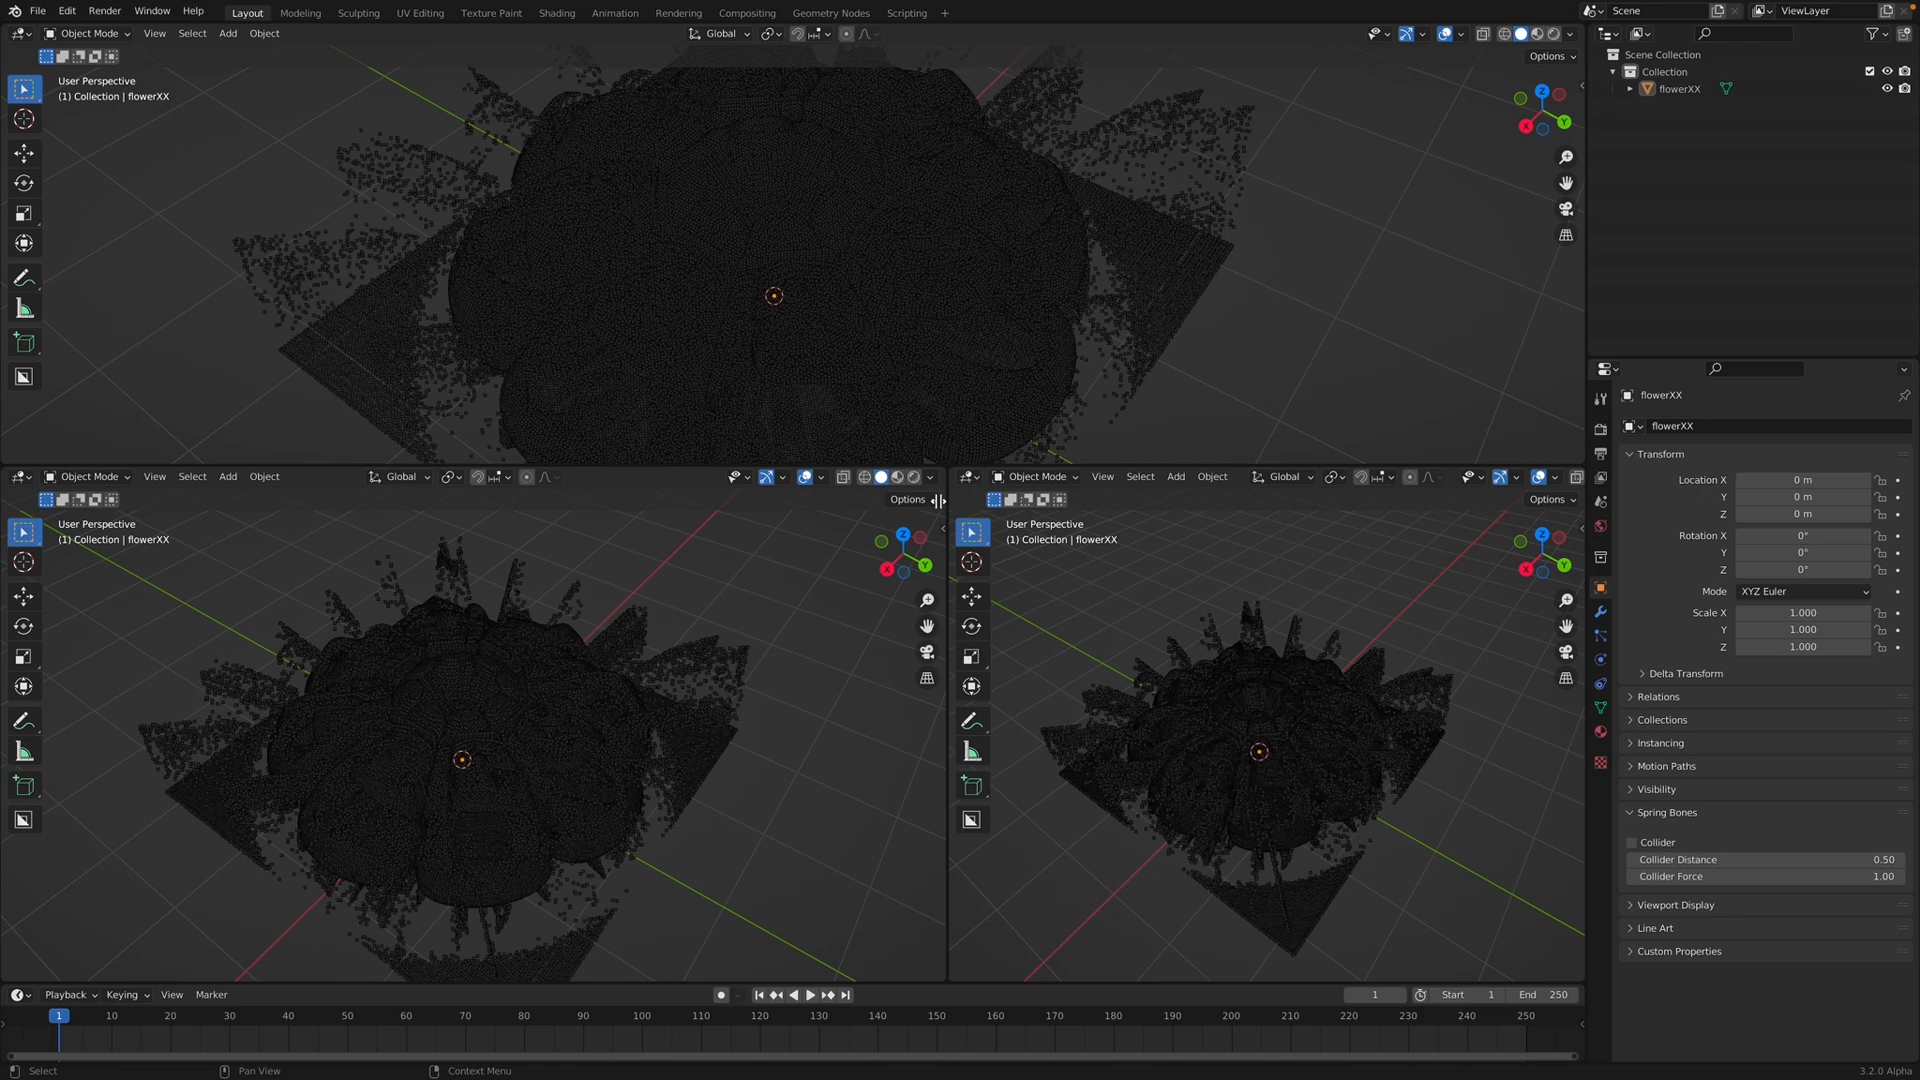 File Edit Render Window Help Layout Modeling Sculpting UV Editing Texture Paint Shading Animation Rendering Compositing Geometry Nodes Scripting + Scene ViewLayer
Object Mode View Select Add Object Global
Options
User Perspective
(1) Collection | flowerXX
Z
Y
X
Scene Collection
Collection
flowerXX
flowerXX
flowerXX
Transform
Location X 0 m
Y 0 m
Z 0 m
Rotation X 0°
Y 0°
Z 0°
Mode XYZ Euler
Scale X 1.000
Y 1.000
Z 1.000
Delta Transform
Relations
Collections
Instancing
Motion Paths
Visibility
Spring Bones
Collider
Collider Distance 0.50
Collider Force 1.00
Viewport Display
Line Art
Custom Properties
Object Mode View Select Add Object Global
Options
User Perspective
(1) Collection | flowerXX
Z
Y
X
Object Mode View Select Add Object Global
Options
User Perspective
(1) Collection | flowerXX
Z
Y
X
Playback Keying View Marker 1 Start 1 End 250
1 10 20 30 40 50 60 70 80 90 100 110 120 130 140 150 160 170 180 190 200 210 220 230 240 250
Select Pan View Context Menu 3.2.0 Alpha